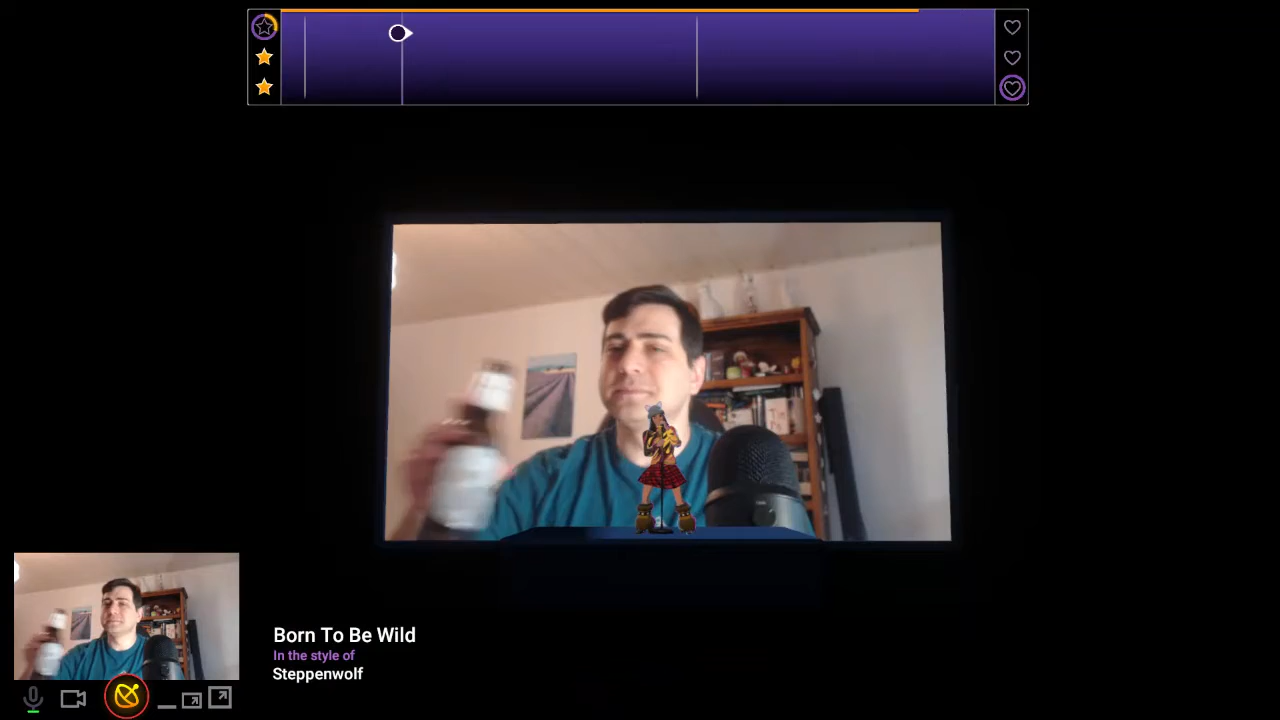 Born To Be Wild
In the style of
Steppenwolf